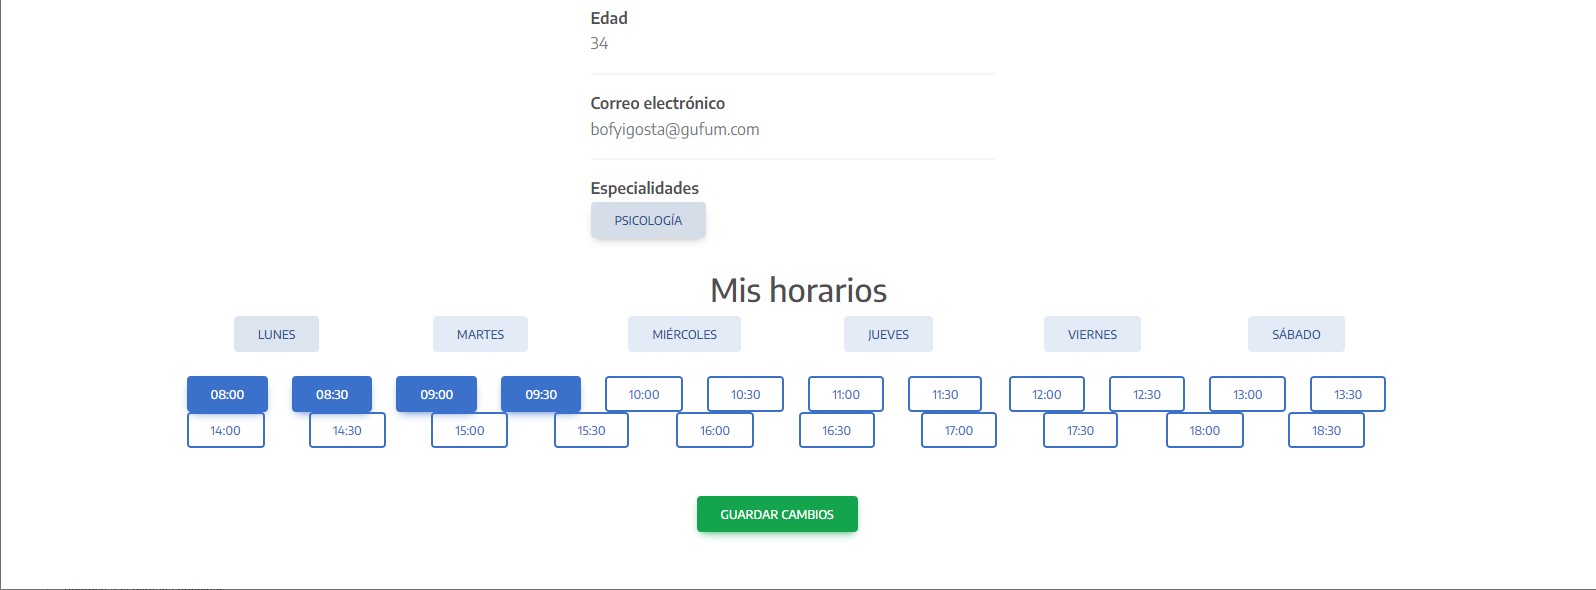 Edad
34
Correo electrónico
bofyigosta@gufum.com
Especialidades
PSICOLOGÍA
Mis horarios
LUNES MARTES MIÉRCOLES JUEVES VIERNES SÁBADO
08:00 08:30 09:00 09:30 10:00 10:30 11:00 11:30 12:00 12:30 13:00 13:30
14:00 14:30 15:00 15:30 16:00 16:30 17:00 17:30 18:00 18:30
GUARDAR CAMBIOS